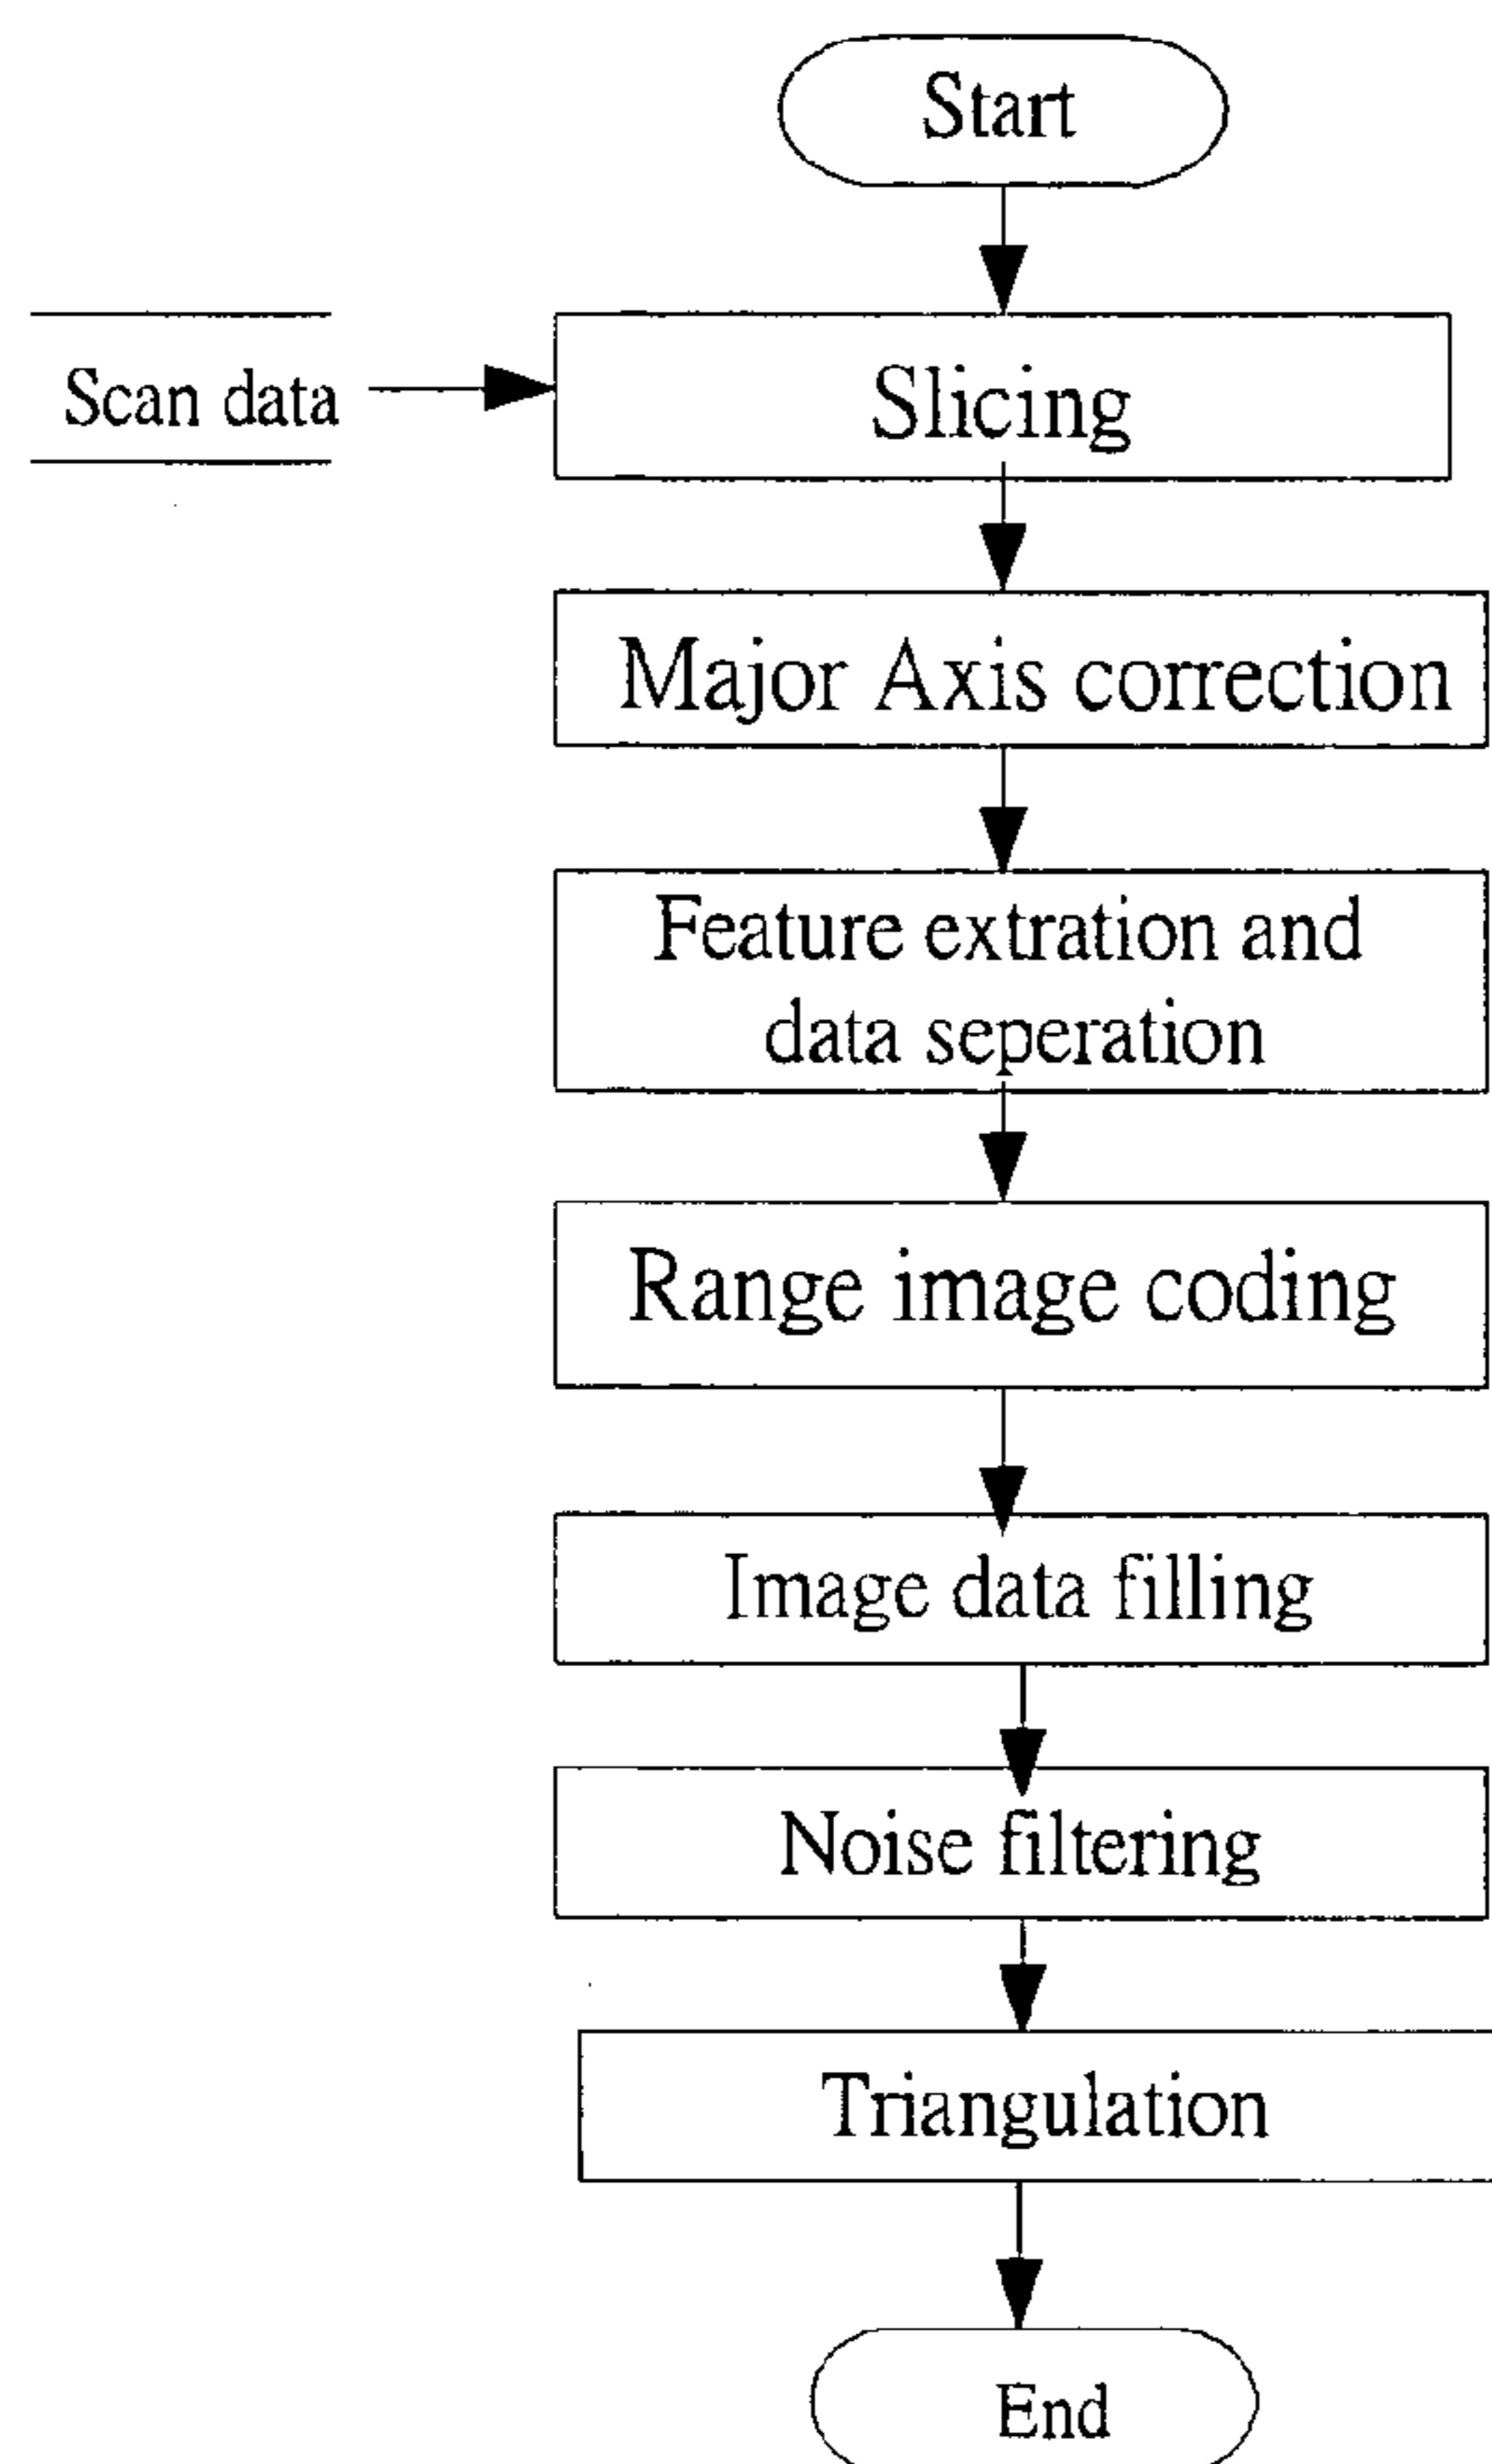 Start
Scan data
Slicing
Major Axis correction
Feature extration and
data seperation
Range image coding
Image data filling
Noise filtering
Triangulation
End